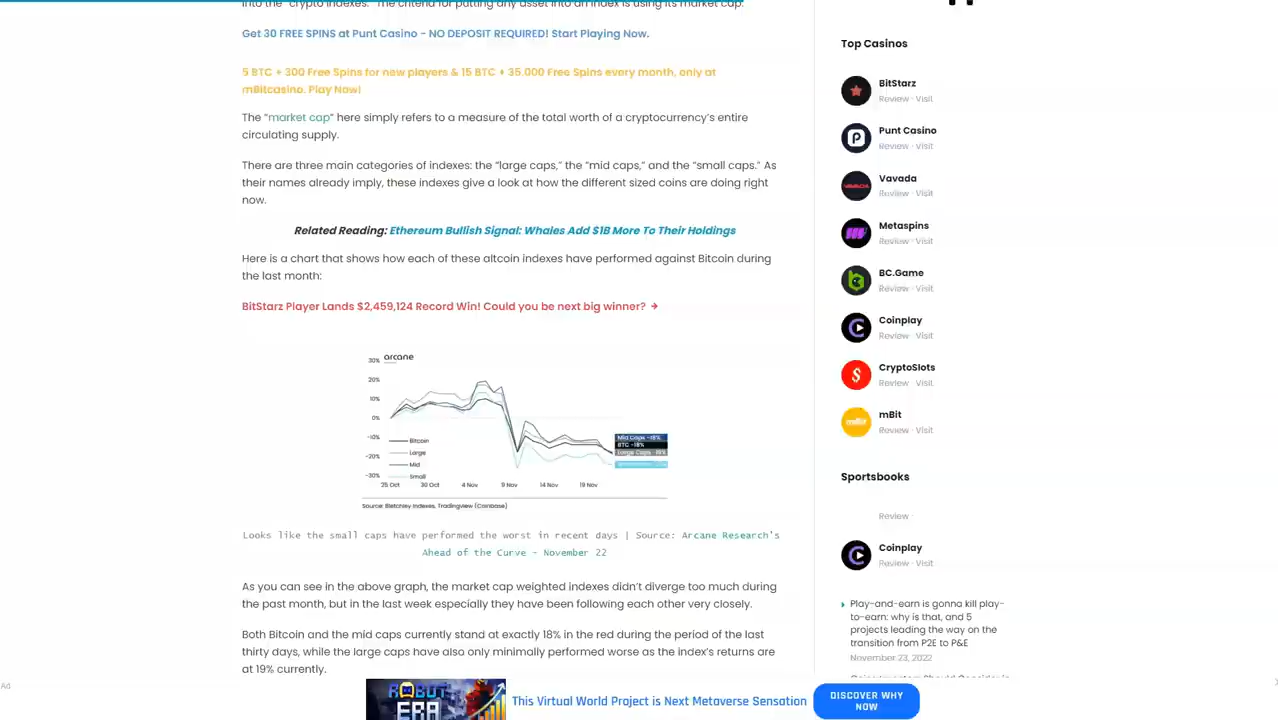 into the "crypto indexes." The criteria for putting any asset into an index is using its market cap.
Get 30 FREE SPINS at Punt Casino – NO DEPOSIT REQUIRED! Start Playing Now.
5 BTC + 300 Free Spins for new players & 15 BTC + 35.000 Free Spins every month, only at
mBitcasino. Play Now!
The "market cap" here simply refers to a measure of the total worth of a cryptocurrency's entire
circulating supply.
There are three main categories of indexes: the "large caps," the "mid caps," and the "small caps." As
their names already imply, these indexes give a look at how the different sized coins are doing right
now.
Related Reading: Ethereum Bullish Signal: Whales Add $1B More To Their Holdings
Here is a chart that shows how each of these altcoin indexes have performed against Bitcoin during
the last month:
BitStarz Player Lands $2,459,124 Record Win! Could you be next big winner? →
arcane
30%
20%
10%
0%
-10%
-20%
-30%
Bitcoin
Large
Mid
Small
Mid Caps -18%
BTC -18%
Large Caps -19%
25 Oct 30 Oct 4 Nov 9 Nov 14 Nov 19 Nov
Source: Bletchley Indexes, Tradingview (Coinbase)
Looks like the small caps have performed the worst in recent days | Source: Arcane Research's
Ahead of the Curve – November 22
As you can see in the above graph, the market cap weighted indexes didn't diverge too much during
the past month, but in the last week especially they have been following each other very closely.
Both Bitcoin and the mid caps currently stand at exactly 18% in the red during the period of the last
thirty days, while the large caps have also only minimally performed worse as the index's returns are
at 19% currently.
Top Casinos
BitStarz
Review · Visit
Punt Casino
Review · Visit
Vavada
Review · Visit
Metaspins
Review · Visit
BC.Game
Review · Visit
Coinplay
Review · Visit
CryptoSlots
Review · Visit
mBit
Review · Visit
Sportsbooks
Review ·
Coinplay
Review · Visit
Play-and-earn is gonna kill play-
to-earn: why is that, and 5
projects leading the way on the
transition from P2E to P&E
November 23, 2022
Ad
ROBOT
ERA
This Virtual World Project is Next Metaverse Sensation
DISCOVER WHY
NOW